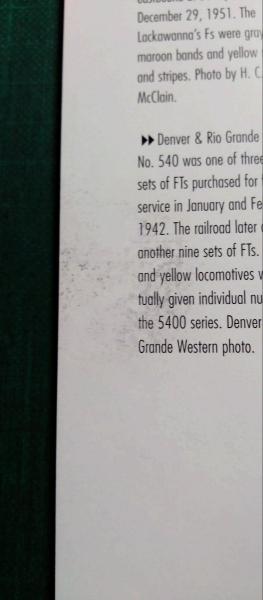 December 29, 1951. The
Lackawanna's Fs were gray
maroon bands and yellow
and stripes. Photo by H. C.
McClain.
▸▸ Denver & Rio Grande
No. 540 was one of three
sets of FTs purchased for
service in January and Fe
1942. The railroad later
another nine sets of FTs.
and yellow locomotives
tually given individual nu
the 5400 series. Denver
Grande Western photo.